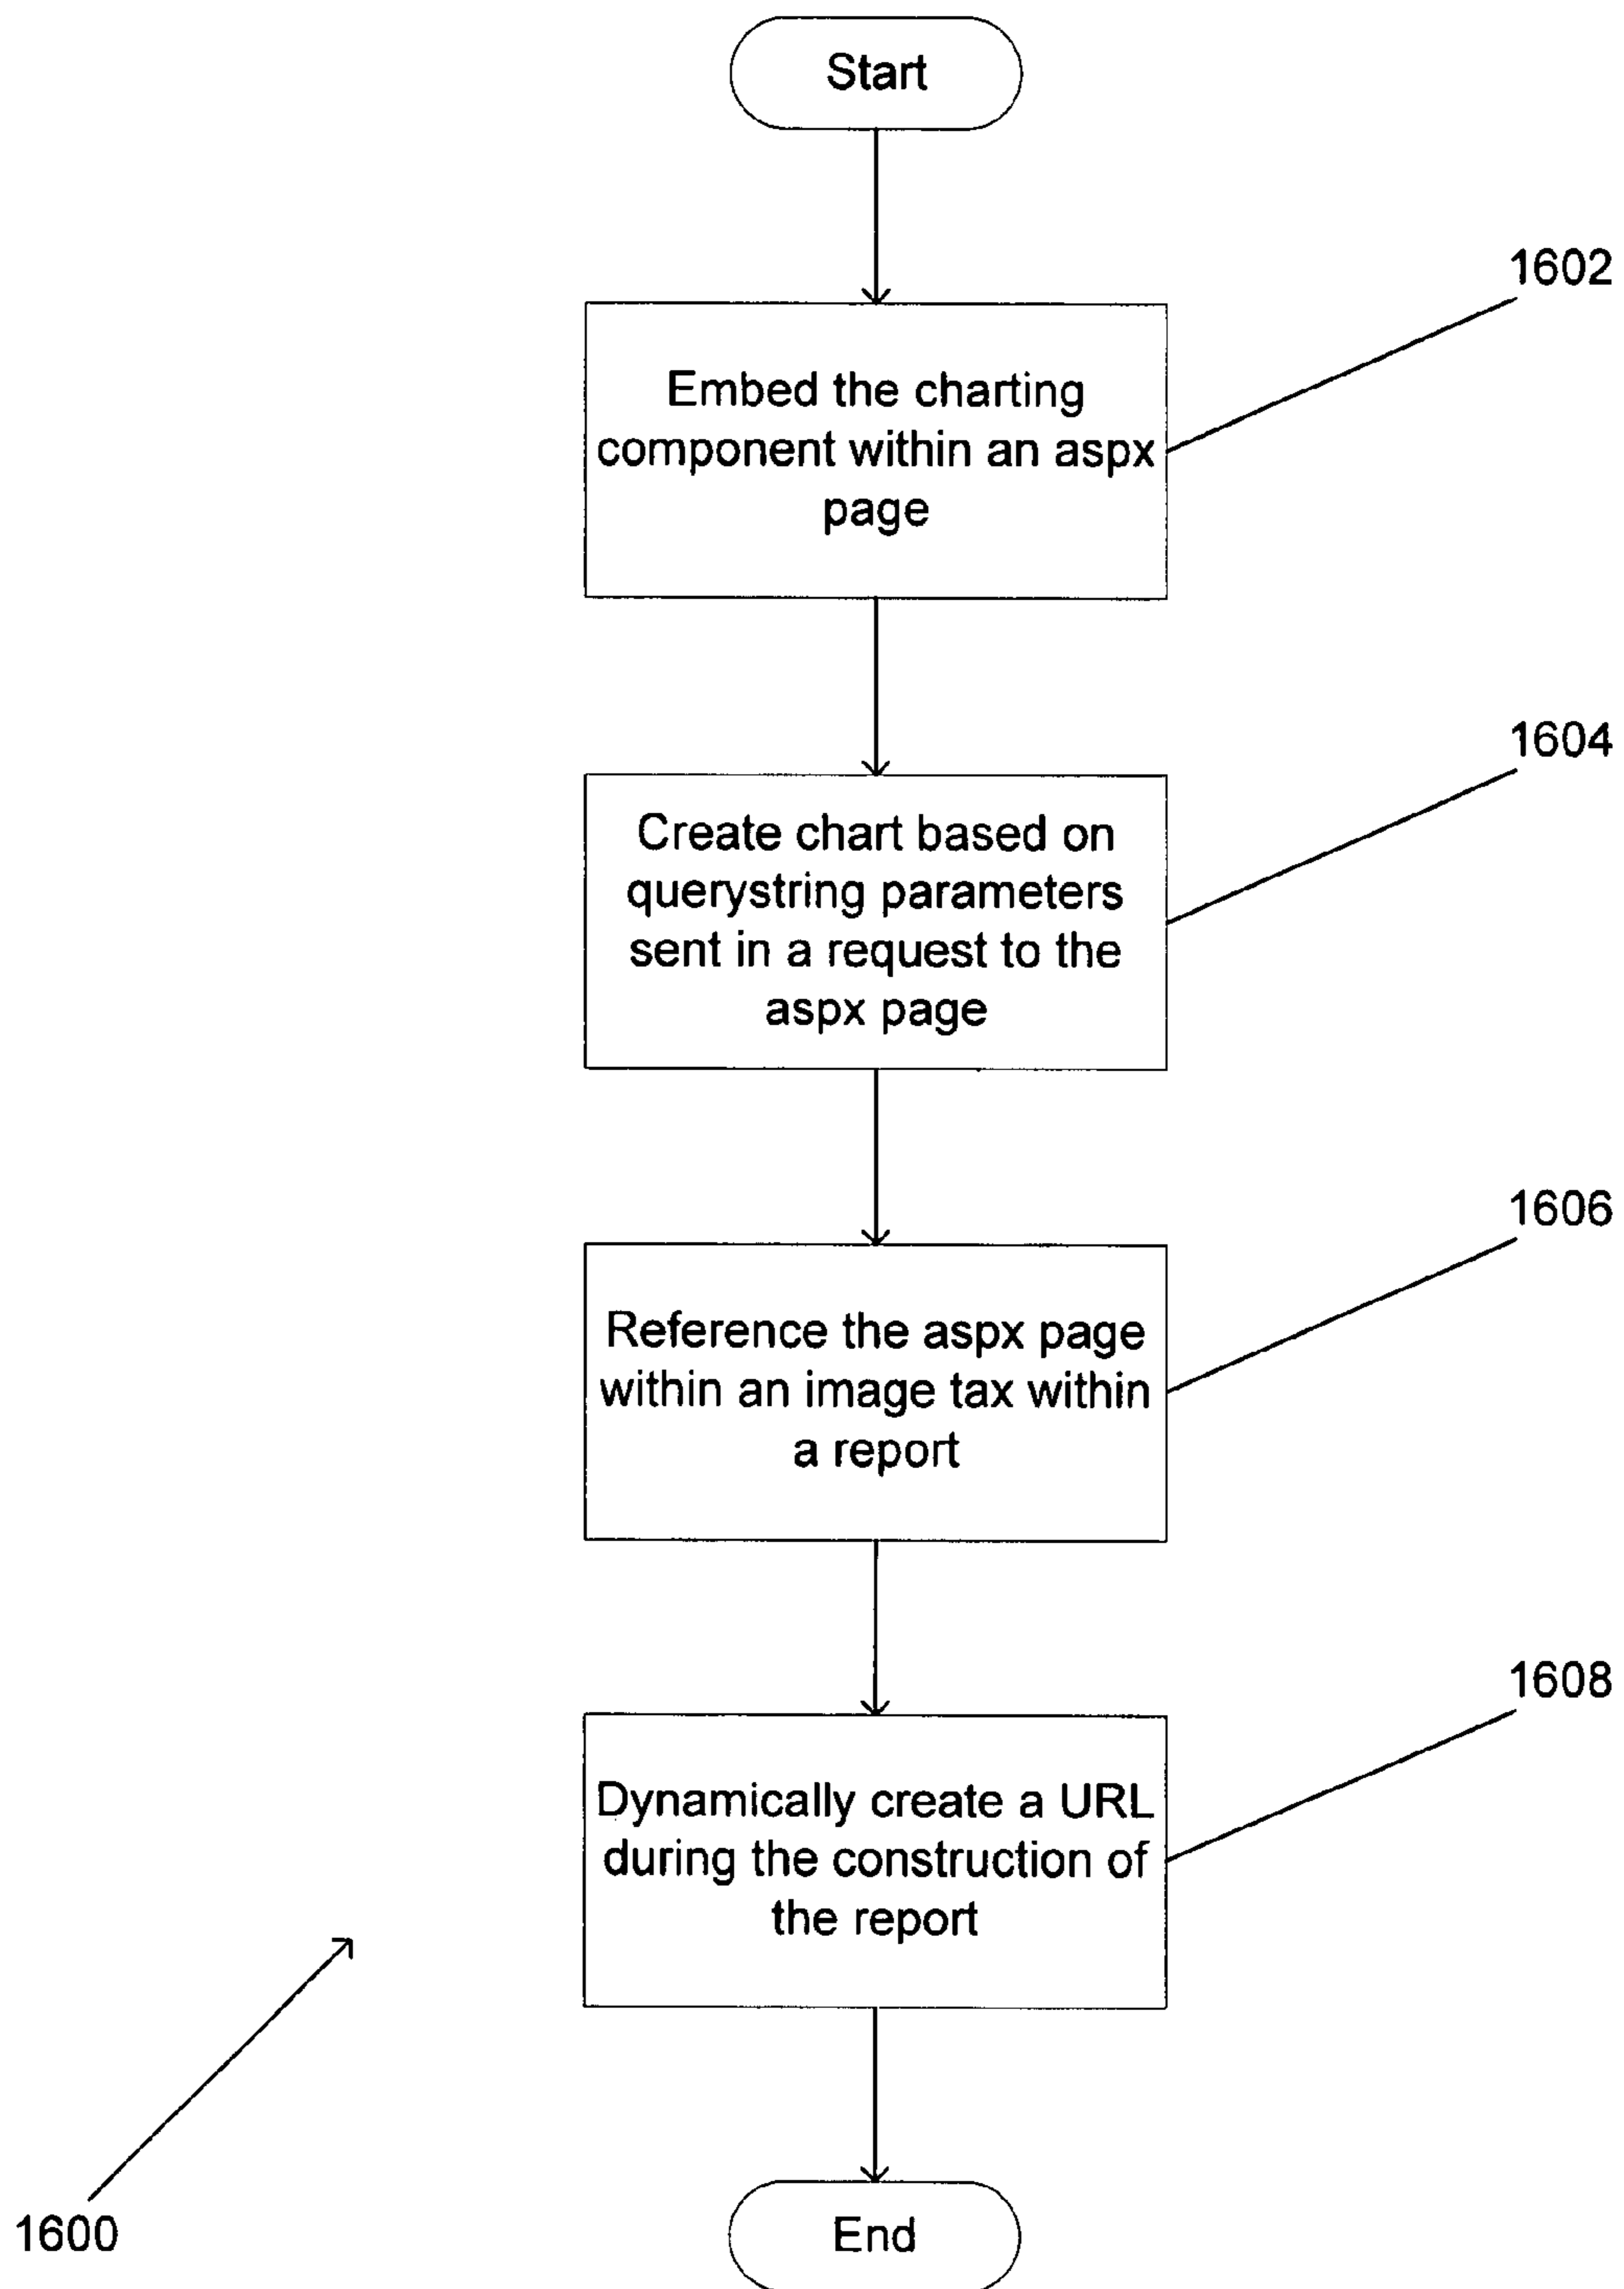 Start
1602
Embed the charting
component within an aspx
page
1604
Create chart based on
querystring parameters
sent in a request to the
aspx page
1606
Reference the aspx page
within an image tax within
a report
1608
Dynamically create a URL
during the construction of
the report
1600
End